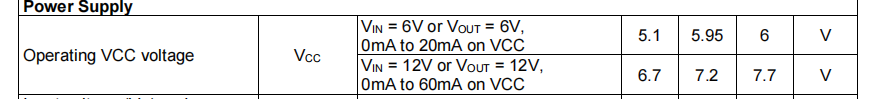 Power Supply
Operating VCC voltage
VCC
VIN = 6V or VOUT = 6V,
0mA to 20mA on VCC
5.1 5.95 6 V
VIN = 12V or VOUT = 12V,
0mA to 60mA on VCC
6.7 7.2 7.7 V